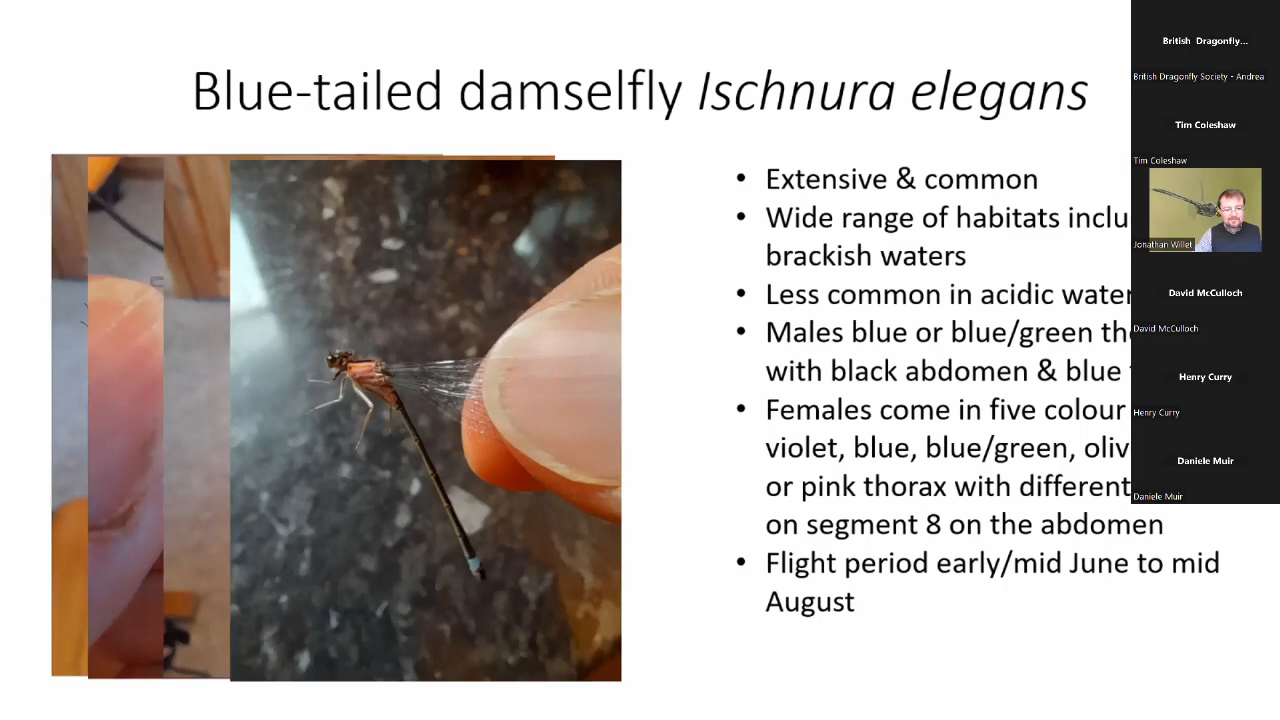 Blue-tailed damselfly Ischnura elegans
• Extensive & common
• Wide range of habitats inclu
brackish waters
• Less common in acidic water
• Males blue or blue/green th
with black abdomen & blue
• Females come in five colour
violet, blue, blue/green, oliv
or pink thorax with different
on segment 8 on the abdomen
• Flight period early/mid June to mid
August
British Dragonfly...
British Dragonfly Society - Andrea
Tim Coleshaw
Tim Coleshaw
Jonathan Willet
David McCulloch
David McCulloch
Henry Curry
Henry Curry
Daniele Muir
Daniele Muir